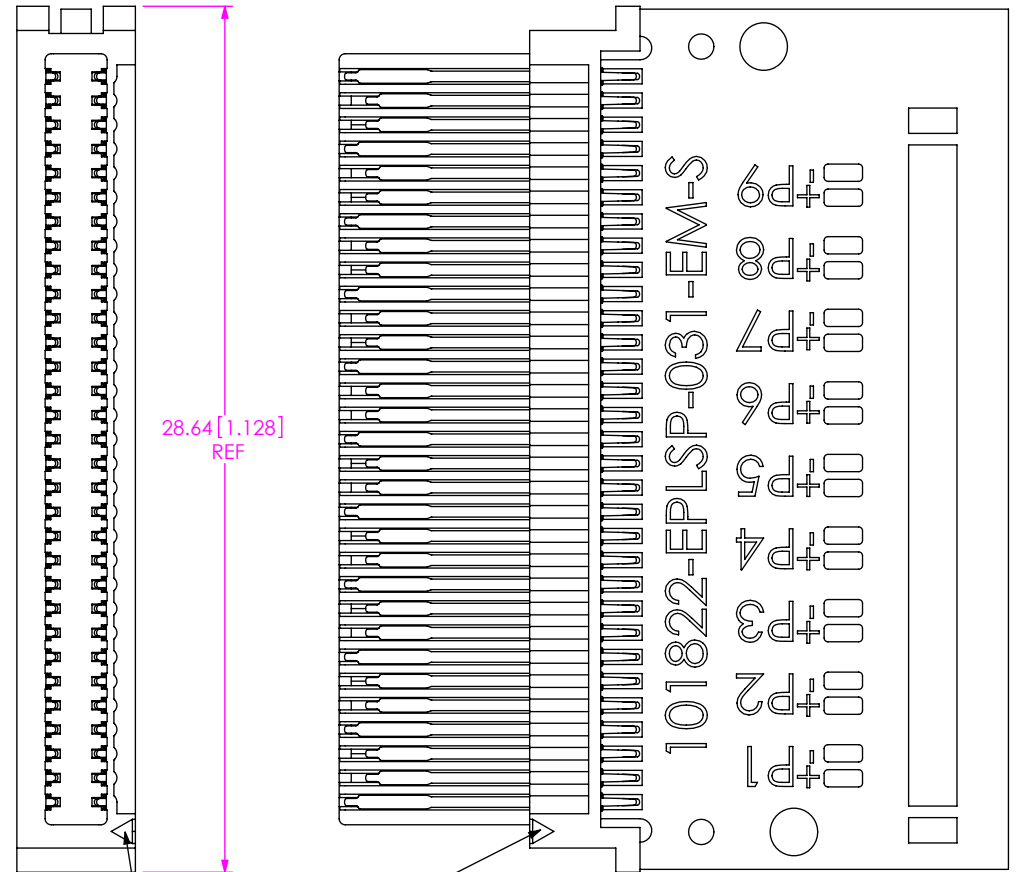 28.64[1.128]
REF
101822-EPLSP-031-EM-S
P9
-
+
P8
-
+
P7
-
+
P6
-
+
P5
-
+
P4
-
+
P3
-
+
P2
-
+
P1
-
+